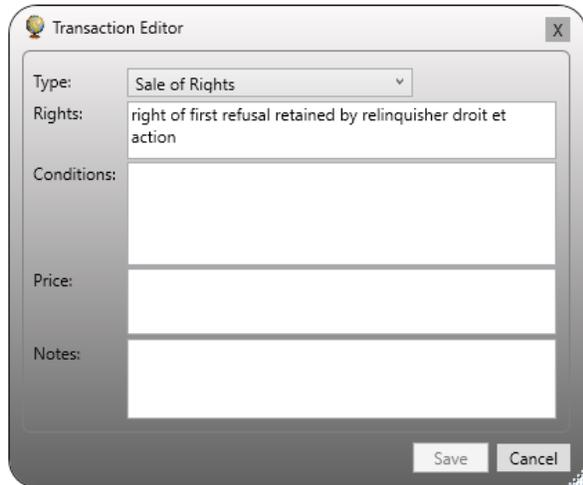 Transaction Editor
X
Type:
Sale of Rights
Rights:
right of first refusal retained by relinquisher droit et
action
Conditions:
Price:
Notes:
Save
Cancel